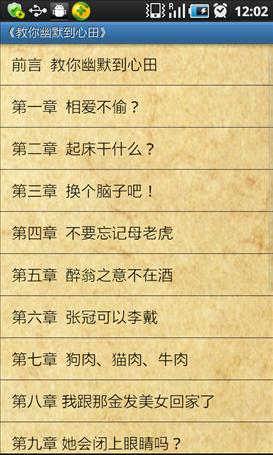 12:02
《教你幽默到心田》
前言 教你幽默到心田
第一章 相爱不偷？
第二章 起床干什么？
第三章 换个脑子吧！
第四章 不要忘记母老虎
第五章 醉翁之意不在酒
第六章 张冠可以李戴
第七章 狗肉、猫肉、牛肉
第八章 我跟那金发美女回家了
第九章 她会闭上眼睛吗？